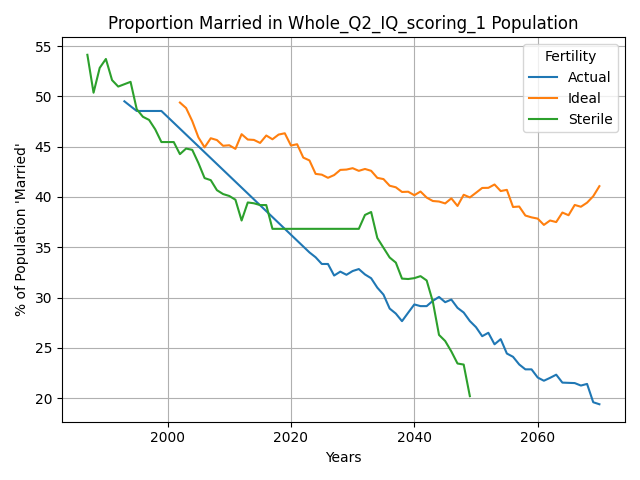 Proportion Married in Whole_Q2_IQ_scoring_1 Population
% of Population 'Married'
55
50
45
40
35
30
25
20
Fertility
Actual
Ideal
Sterile
2000 2020 2040 2060
Years